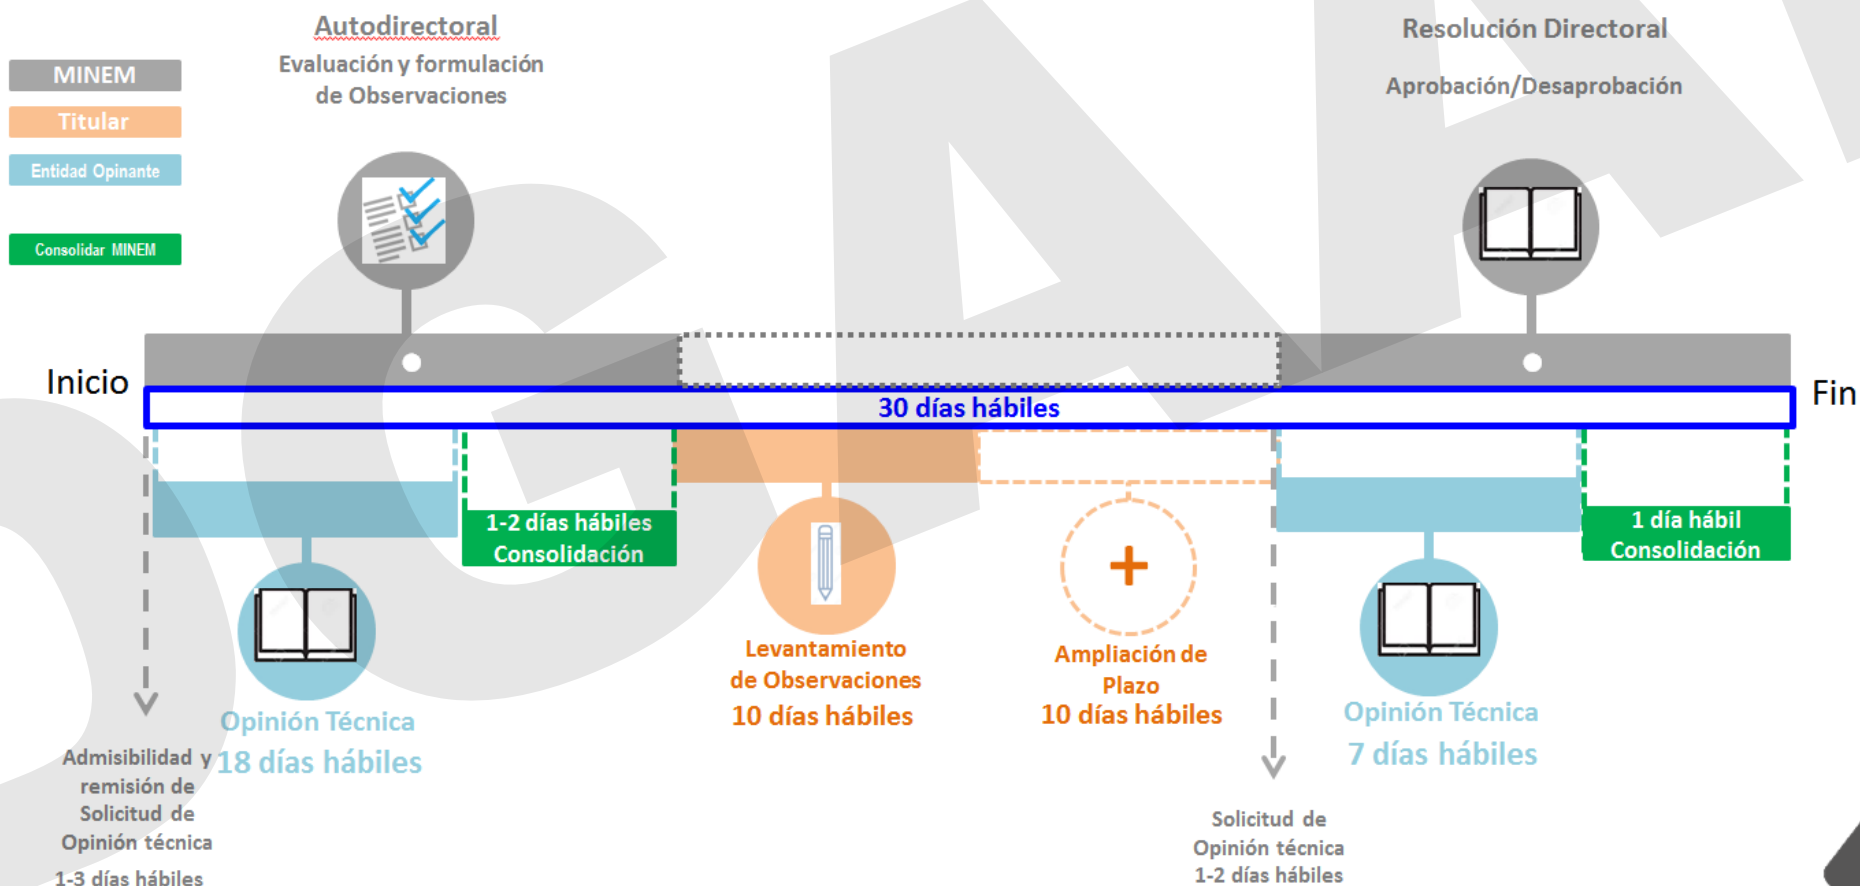 Autodirectoral
Evaluación y formulación
de Observaciones
Resolución Directoral
Aprobación/Desaprobación
MINEM
Titular
Entidad Opinante
Consolidar MINEM
Inicio
30 días hábiles
Fin
1-2 días hábiles
Consolidación
1 día hábil
Consolidación
Levantamiento
de Observaciones
10 días hábiles
Ampliación de
Plazo
10 días hábiles
Opinión Técnica
18 días hábiles
Opinión Técnica
7 días hábiles
Admisibilidad y
remisión de
Solicitud de
Opinión técnica
1-3 días hábiles
Solicitud de
Opinión técnica
1-2 días hábiles
DGAA